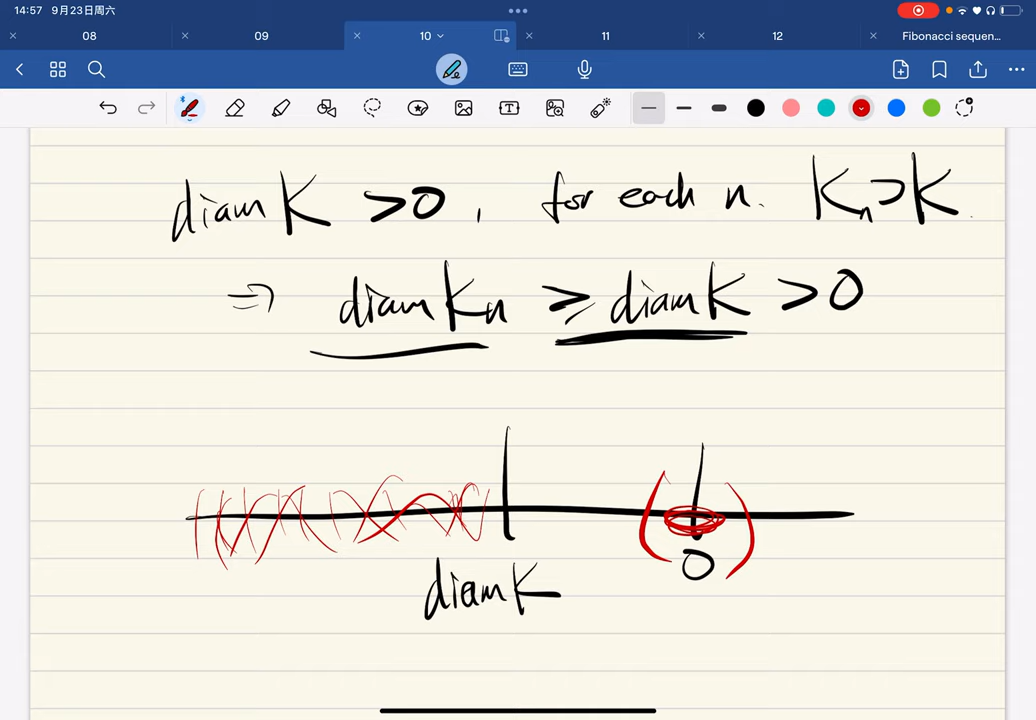 14:57 9月23日周六
08 09 10 11 12 Fibonacci sequen...
diam K > 0, for each n. Kn ⊃ K.
⇒ diam Kn ≥ diam K > 0
0
diam K